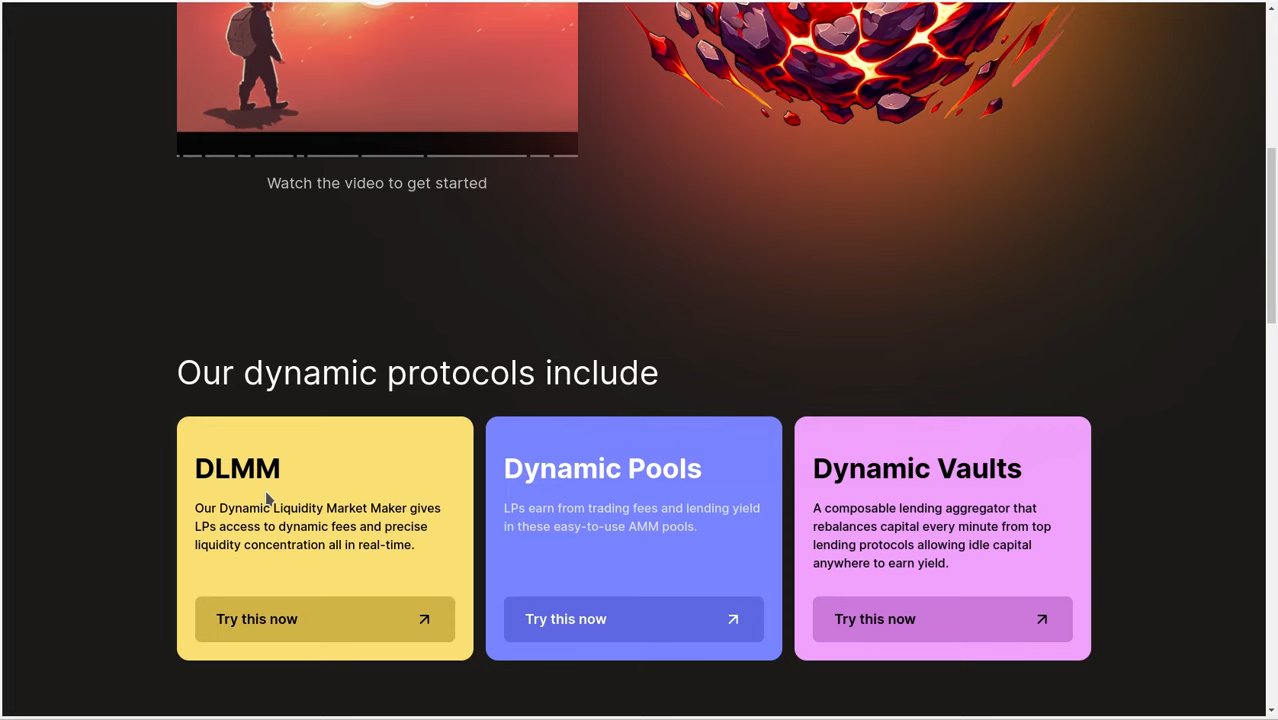 Watch the video to get started
Our dynamic protocols include
DLMM
Our Dynamic Liquidity Market Maker gives
LPs access to dynamic fees and precise
liquidity concentration all in real-time.
Try this now
Dynamic Pools
LPs earn from trading fees and lending yield
in these easy-to-use AMM pools.
Try this now
Dynamic Vaults
A composable lending aggregator that
rebalances capital every minute from top
lending protocols allowing idle capital
anywhere to earn yield.
Try this now